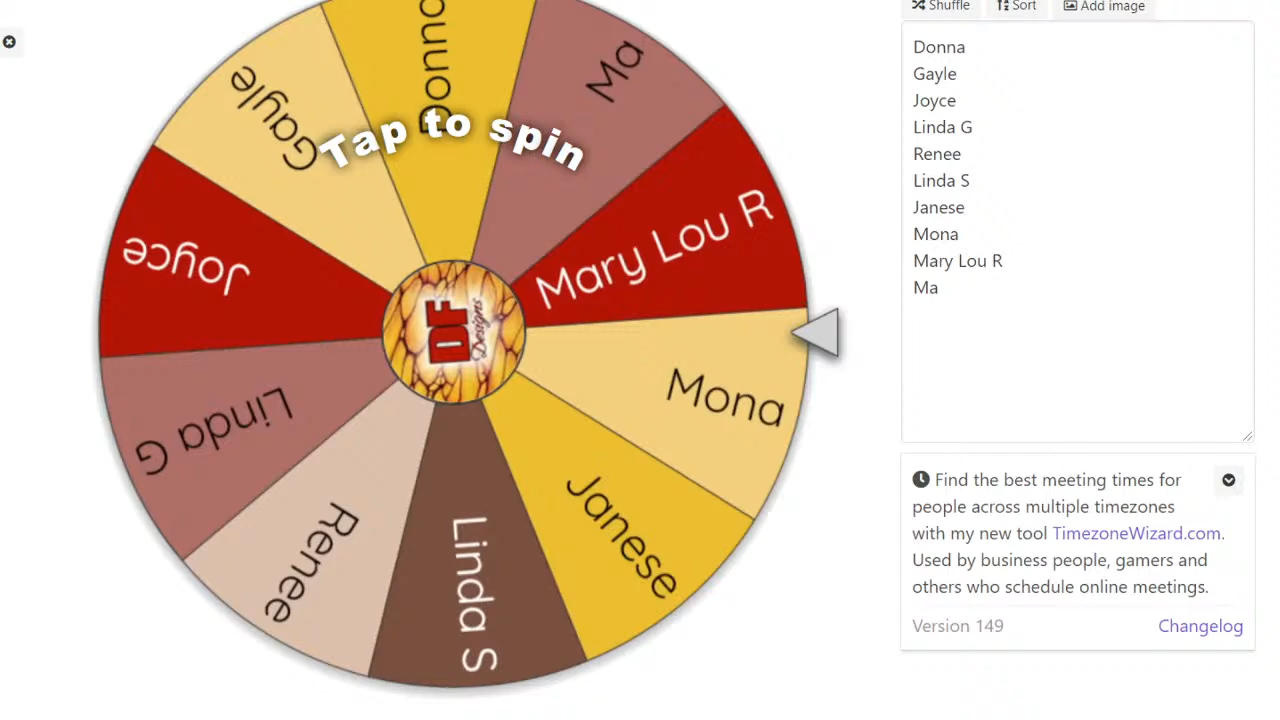 Shuffle
Sort
Add image
Donna
Gayle
Joyce
Linda G
Renee
Linda S
Janese
Mona
Mary Lou R
Ma
Tap to spin
Donna
Ma
Mary Lou R
Mona
Janese
Linda S
Renee
Linda G
Joyce
Gayle
DF
Designs
Find the best meeting times for
people across multiple timezones
with my new tool TimezoneWizard.com.
Used by business people, gamers and
others who schedule online meetings.
Version 149
Changelog